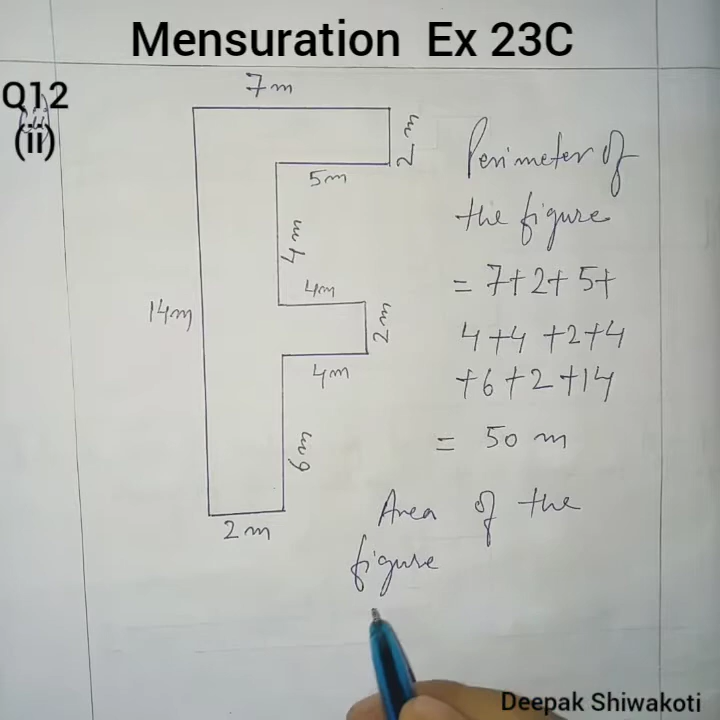 Mensuration Ex 23C
Q12
(ii)
7m
2m
5m
4m
4m
2m
4m
14m
6m
2m
Perimeter of
the figure
= 7+2+5+
4+4+2+4
+6+2+14
= 50 m
Area of the
figure
Deepak Shiwakoti